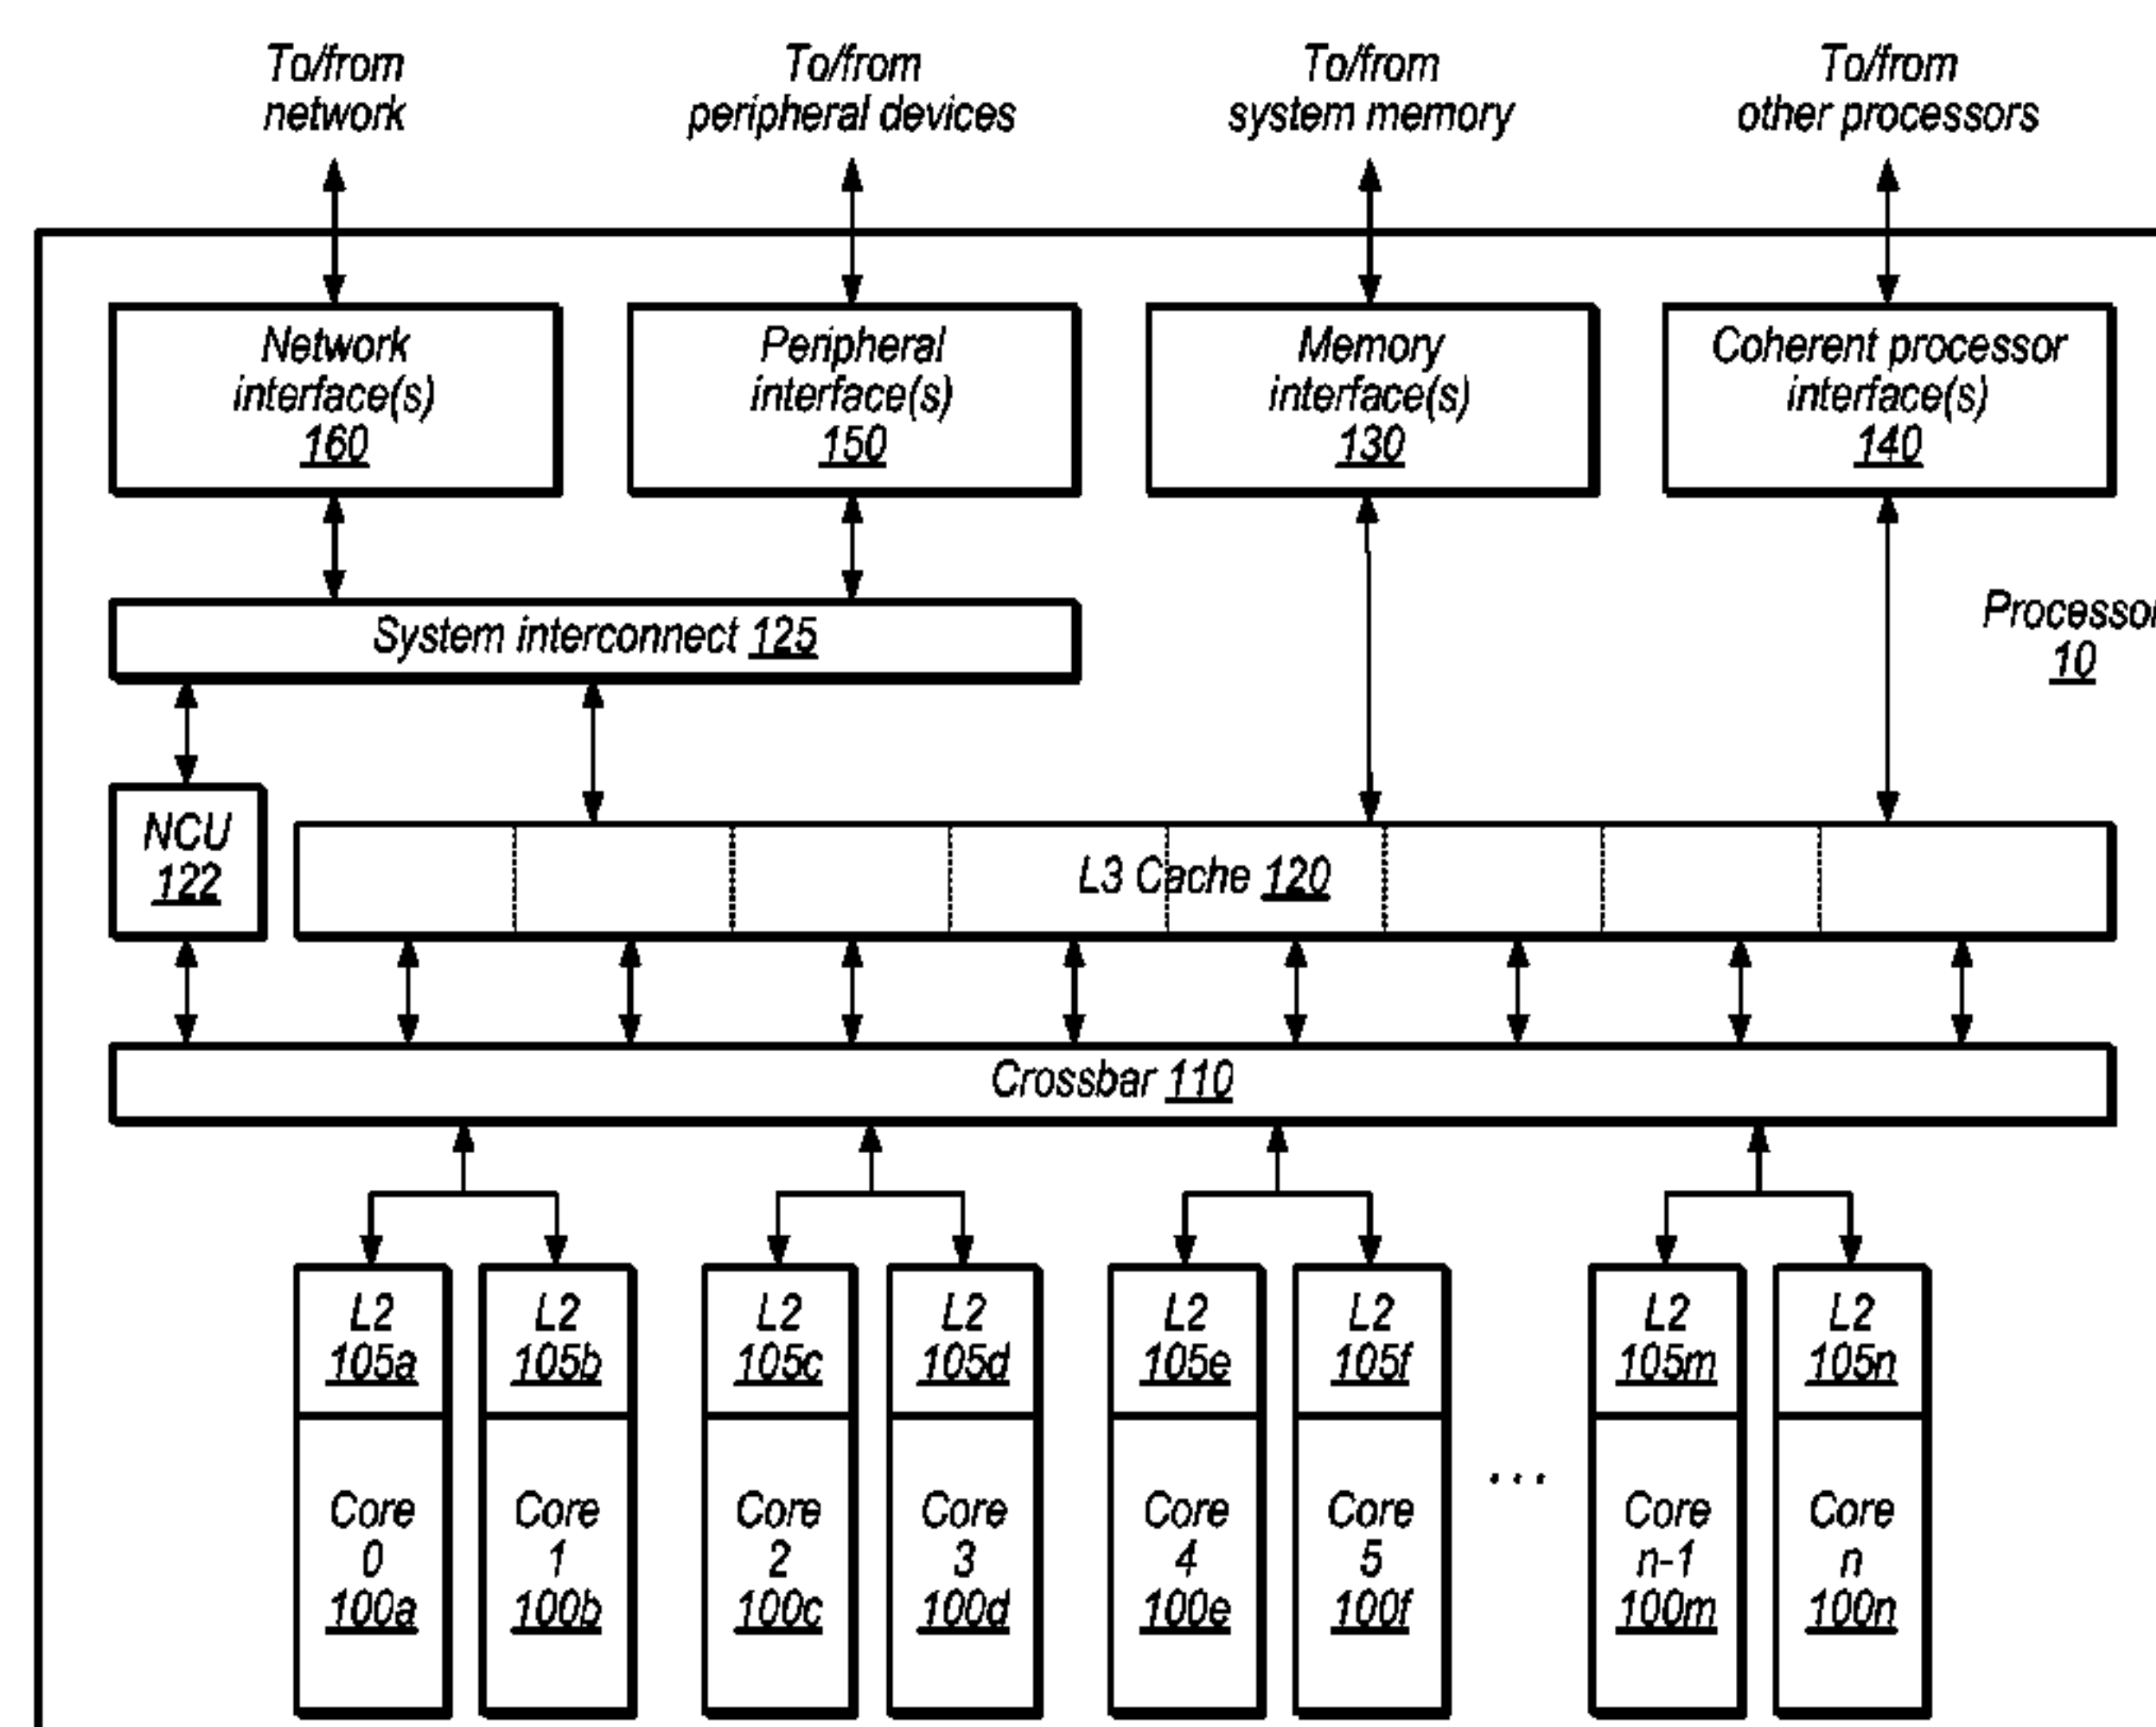 To/from
network
To/from
peripheral devices
To/from
system memory
To/from
other processors
Network
interface(s)
160
Peripheral
interface(s)
150
Memory
interface(s)
130
Coherent processor
interface(s)
140
System interconnect 125
Processor
10
NCU
122
L3 Cache 120
Crossbar 110
L2
105a
L2
105b
L2
105c
L2
105d
L2
105e
L2
105f
L2
105m
L2
105n
Core
0
100a
Core
1
100b
Core
2
100c
Core
3
100d
Core
4
100e
Core
5
100f
...
Core
n-1
100m
Core
n
100n